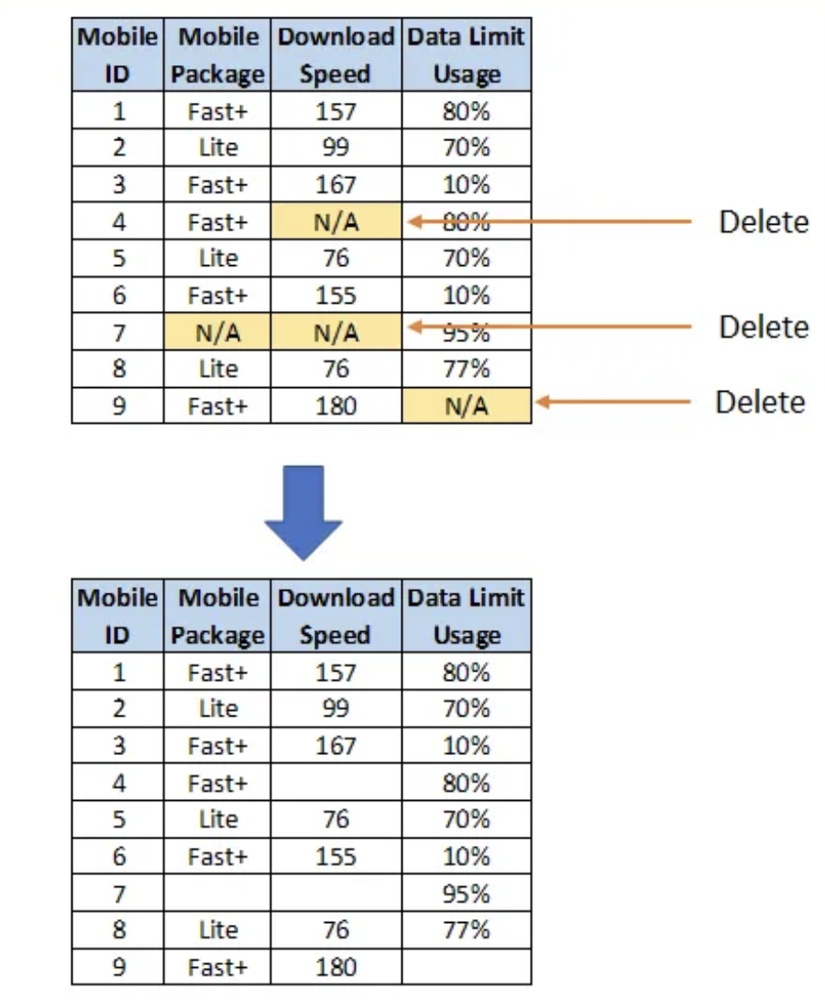 Mobile ID Mobile Package Download Speed Data Limit Usage
1 Fast+ 157 80%
2 Lite 99 70%
3 Fast+ 167 10%
4 Fast+ N/A 80% Delete
5 Lite 76 70%
6 Fast+ 155 10%
7 N/A N/A 95% Delete
8 Lite 76 77%
9 Fast+ 180 N/A Delete
Mobile ID Mobile Package Download Speed Data Limit Usage
1 Fast+ 157 80%
2 Lite 99 70%
3 Fast+ 167 10%
4 Fast+ 80%
5 Lite 76 70%
6 Fast+ 155 10%
7 95%
8 Lite 76 77%
9 Fast+ 180